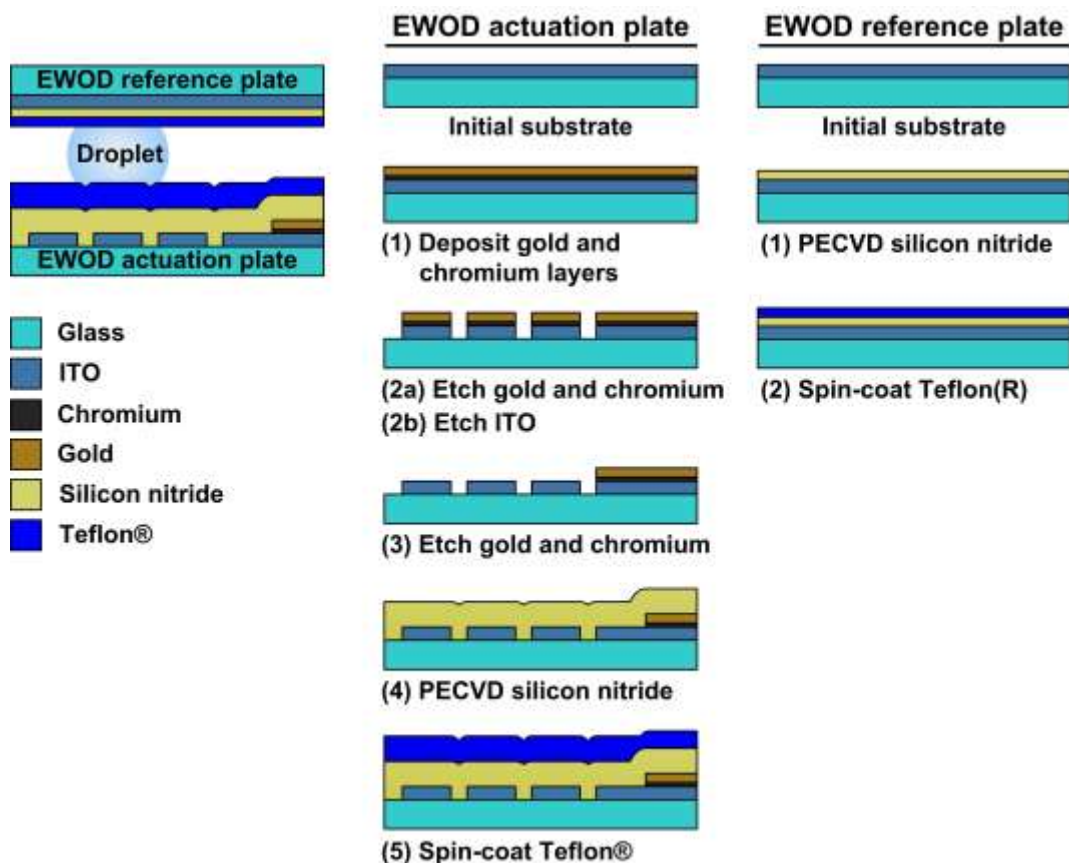 EWOD actuation plate
EWOD reference plate
EWOD reference plate
Droplet
EWOD actuation plate
Glass
ITO
Chromium
Gold
Silicon nitride
Teflon®
Initial substrate
(1) Deposit gold and
chromium layers
(2a) Etch gold and chromium
(2b) Etch ITO
(3) Etch gold and chromium
(4) PECVD silicon nitride
(5) Spin-coat Teflon®
Initial substrate
(1) PECVD silicon nitride
(2) Spin-coat Teflon(R)